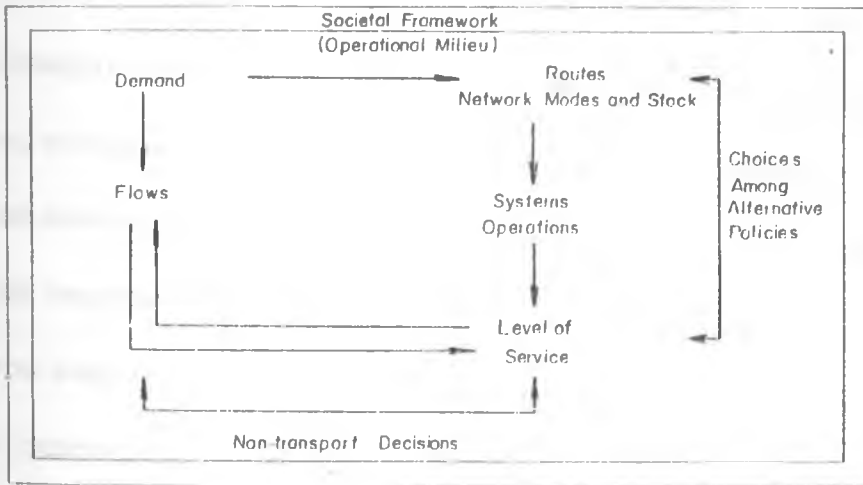 Societal Framework
(Operational Milieu)
Demand
Routes
Network Modes and Stock
Choices
Among
Alternative
Policies
Flows
Systems
Operations
Level of
Service
Non-transport Decisions